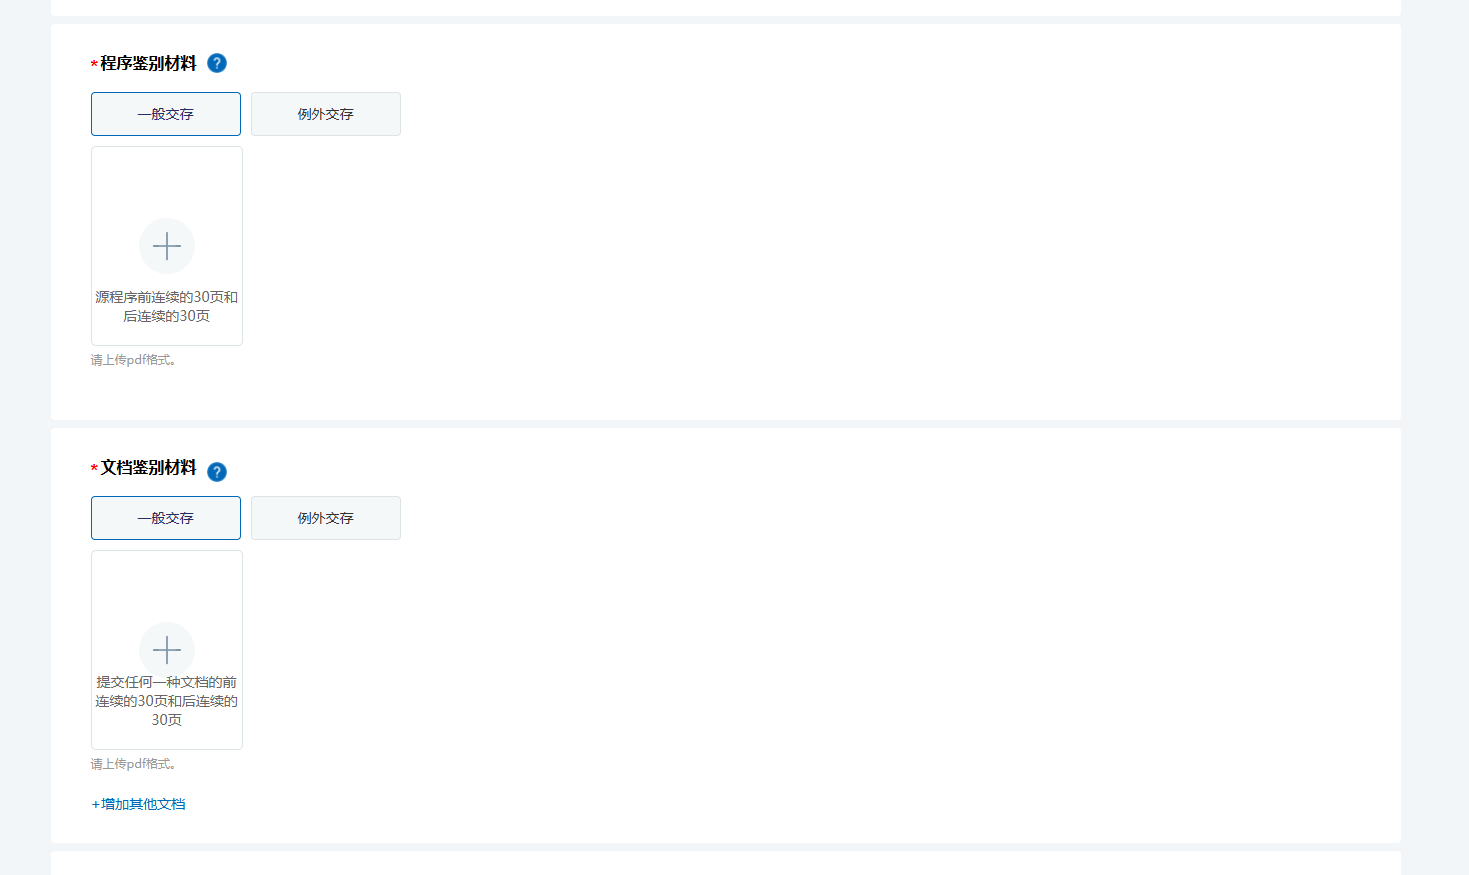 *程序鉴别材料 ?
一般交存 例外交存
源程序前连续的30页和
后连续的30页
请上传pdf格式。
*文档鉴别材料 ?
一般交存 例外交存
提交任何一种文档的前
连续的30页和后连续的
30页
请上传pdf格式。
+增加其他文档